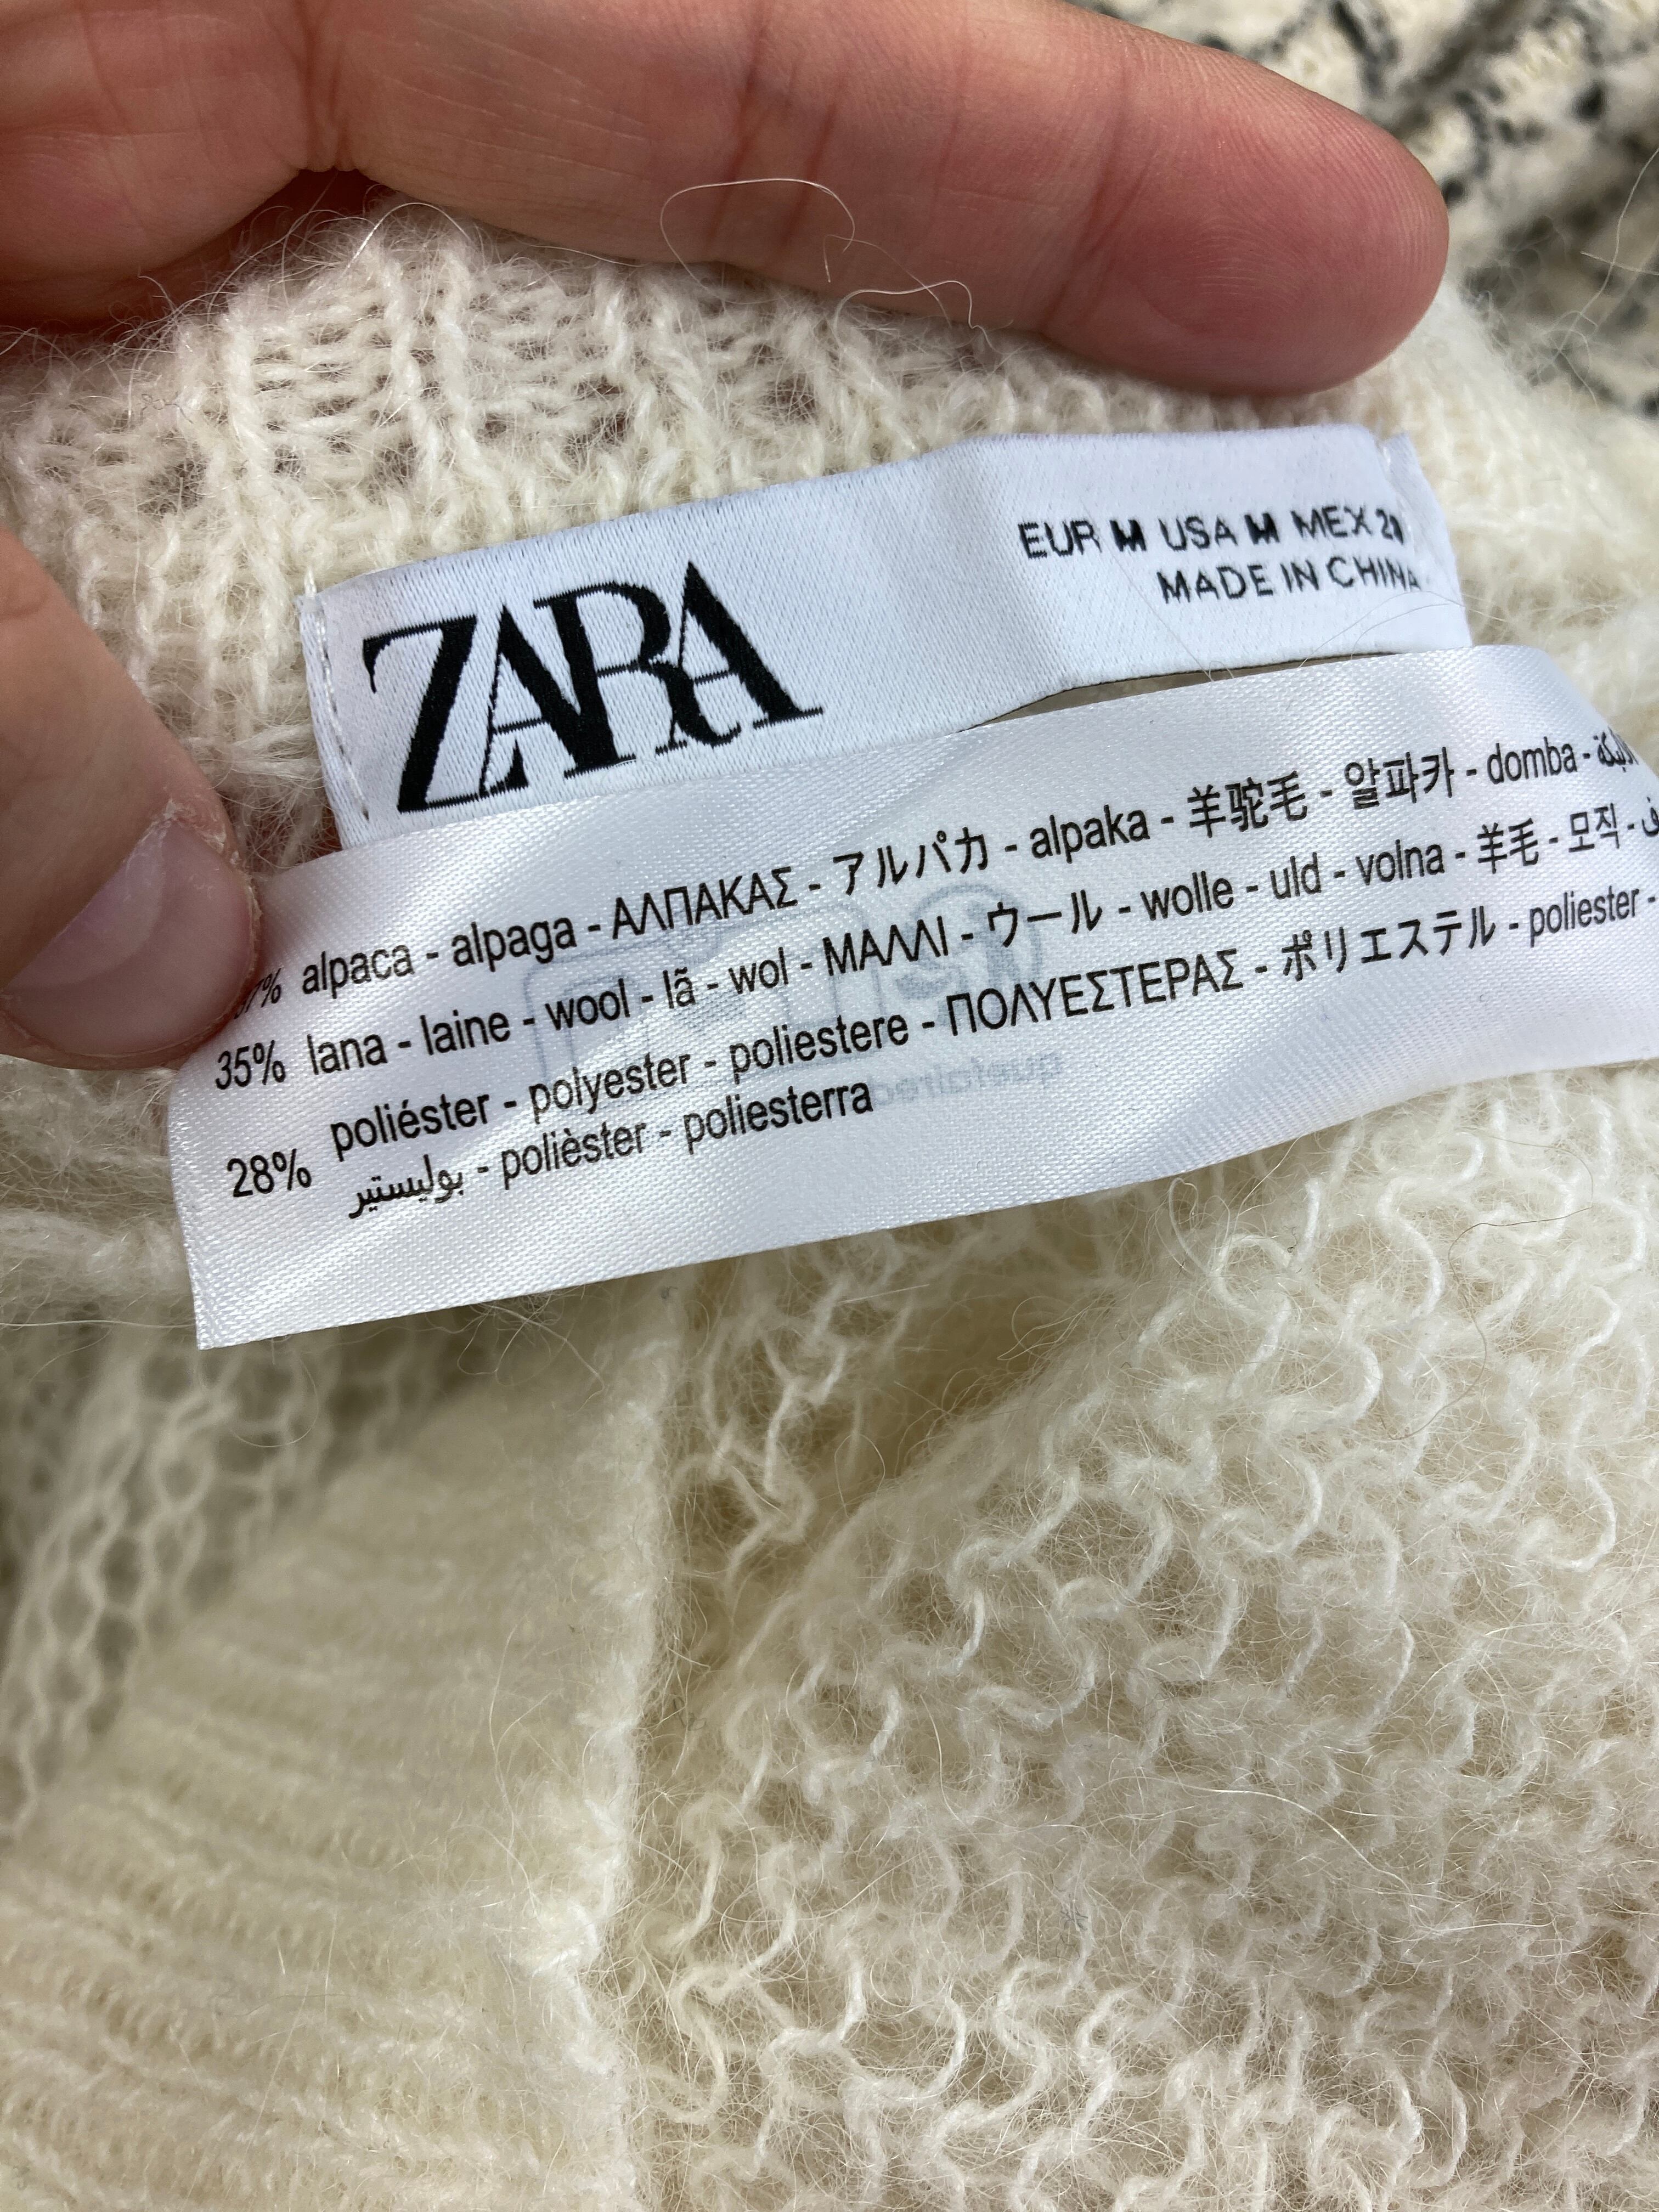 ZARA
EUR M USA M MEX
MADE IN CHINA
alpaca - alpaga - ΑΛΠΑΚΑΣ - アルパカ - alpaka - 羊驼毛 - 알파카 - domba -
35% lana - laine - wool - lã - wol - ΜΑΛΛΙ - ウール - wolle - uld - volna - 羊毛 - 모직 -
28% poliéster - polyester - poliestere - ΠΟΛΥΕΣΤΕΡΑΣ - ポリエステル - poliester -
بوليستير - polièster - poliesterra